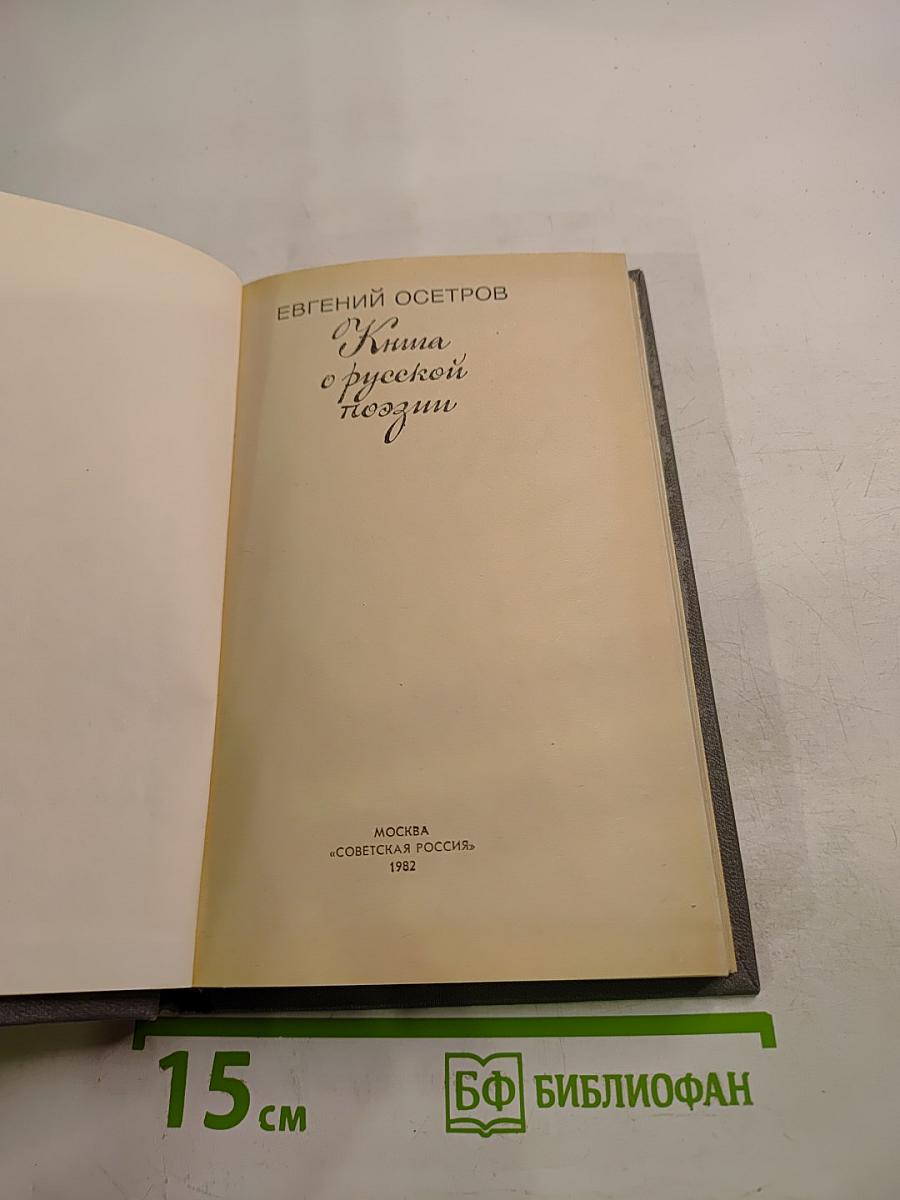 ЕВГЕНИЙ ОСЕТРОВ
Книга
о русской
поэзии
МОСКВА
«СОВЕТСКАЯ РОССИЯ»
1982
15 см
БФ БИБЛИОФАН